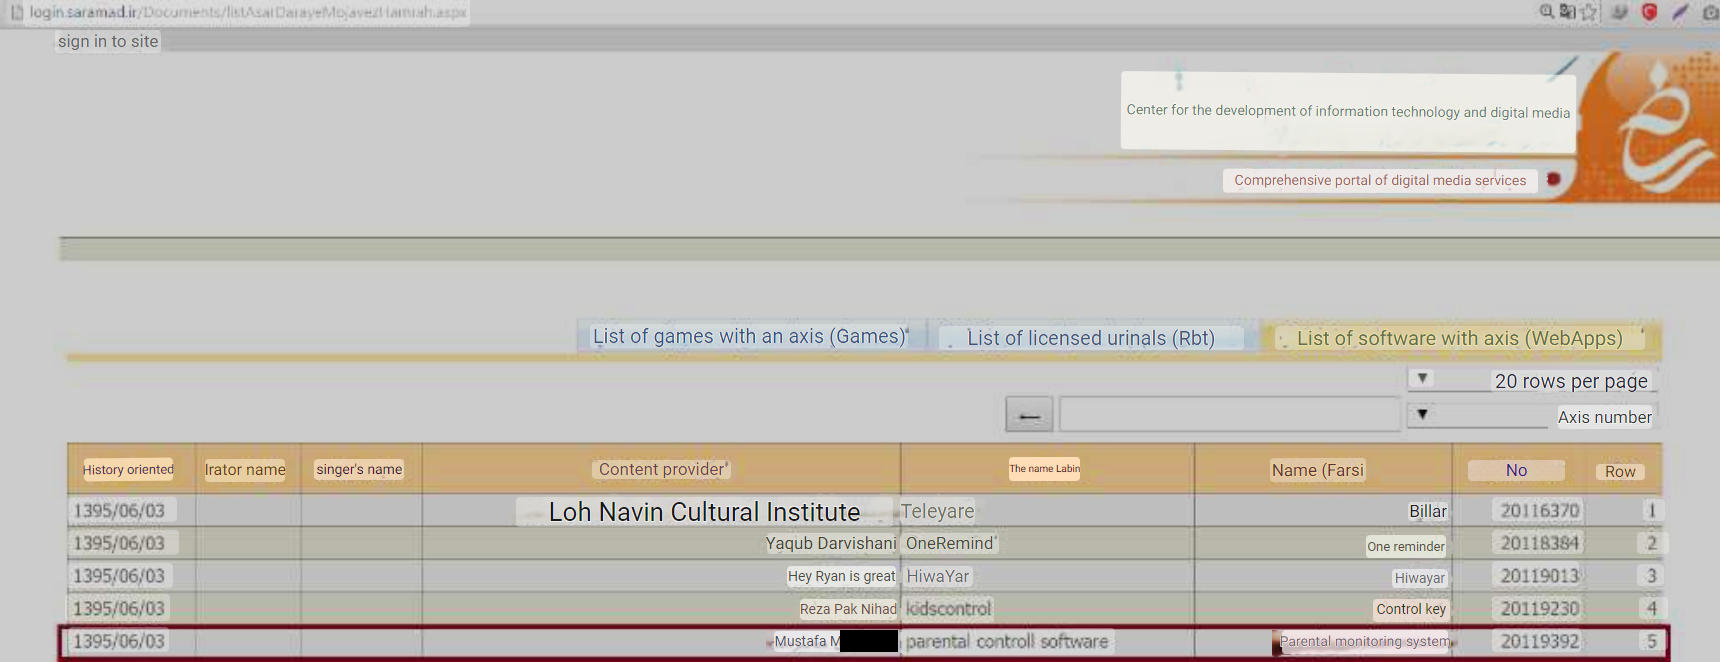 login.saramad.ir/Documents/listAsarDarayeMojavezHamrah.aspx
sign in to site
Center for the development of information technology and digital media
Comprehensive portal of digital media services
List of games with an axis (Games) List of licensed urinals (Rbt) List of software with axis (WebApps)
20 rows per page
Axis number
History oriented lrator name singer's name Content provider The name Labin Name (Farsi No Row
1395/06/03 Loh Navin Cultural Institute Teleyare Billar 20116370 1
1395/06/03 Yaqub Darvishani OneRemind One reminder 20118384 2
1395/06/03 Hey Ryan is great HiwaYar Hiwayar 20119013 3
1395/06/03 Reza Pak Nihad kidscontrol Control key 20119230 4
1395/06/03 Mustafa M parental controll software Parental monitoring system 20119392 5